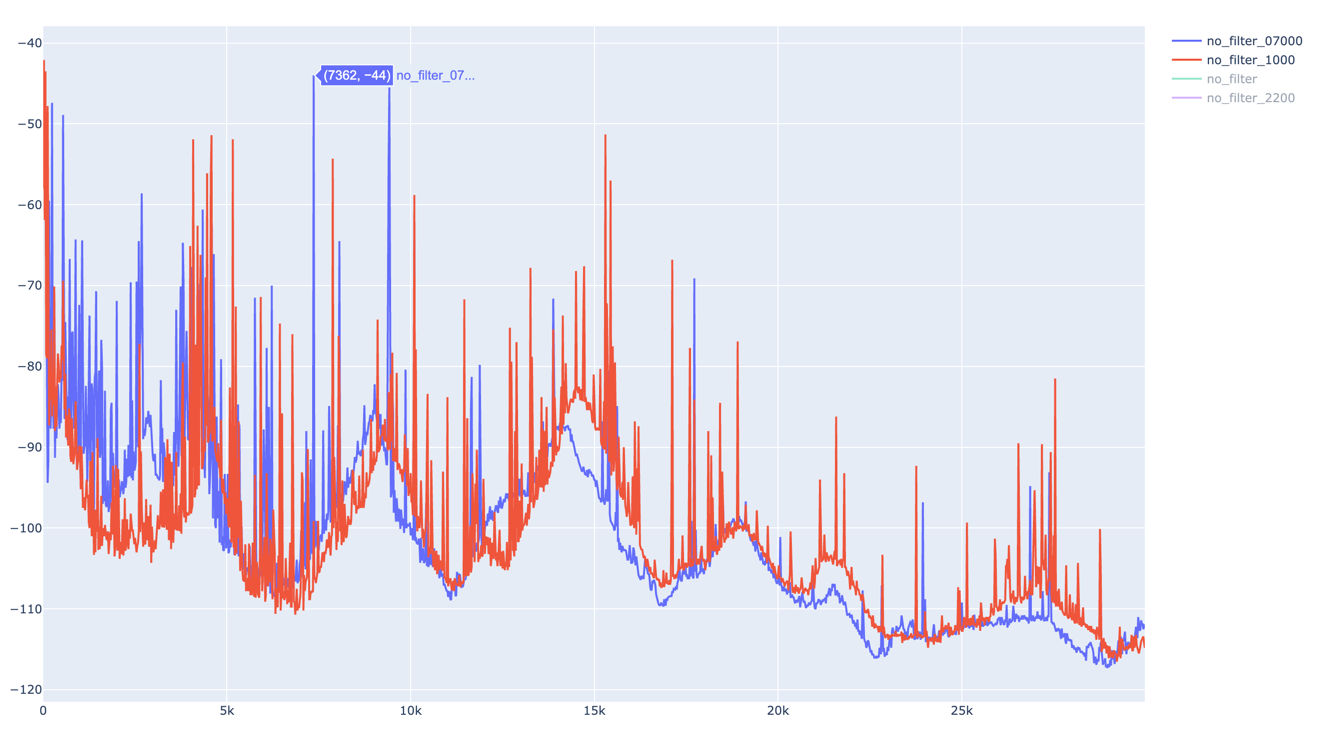 −40
−50
−60
−70
−80
−90
−100
−110
−120
0
5k
10k
15k
20k
25k
(7362, −44) no_filter_07...
no_filter_07000
no_filter_1000
no_filter
no_filter_2200